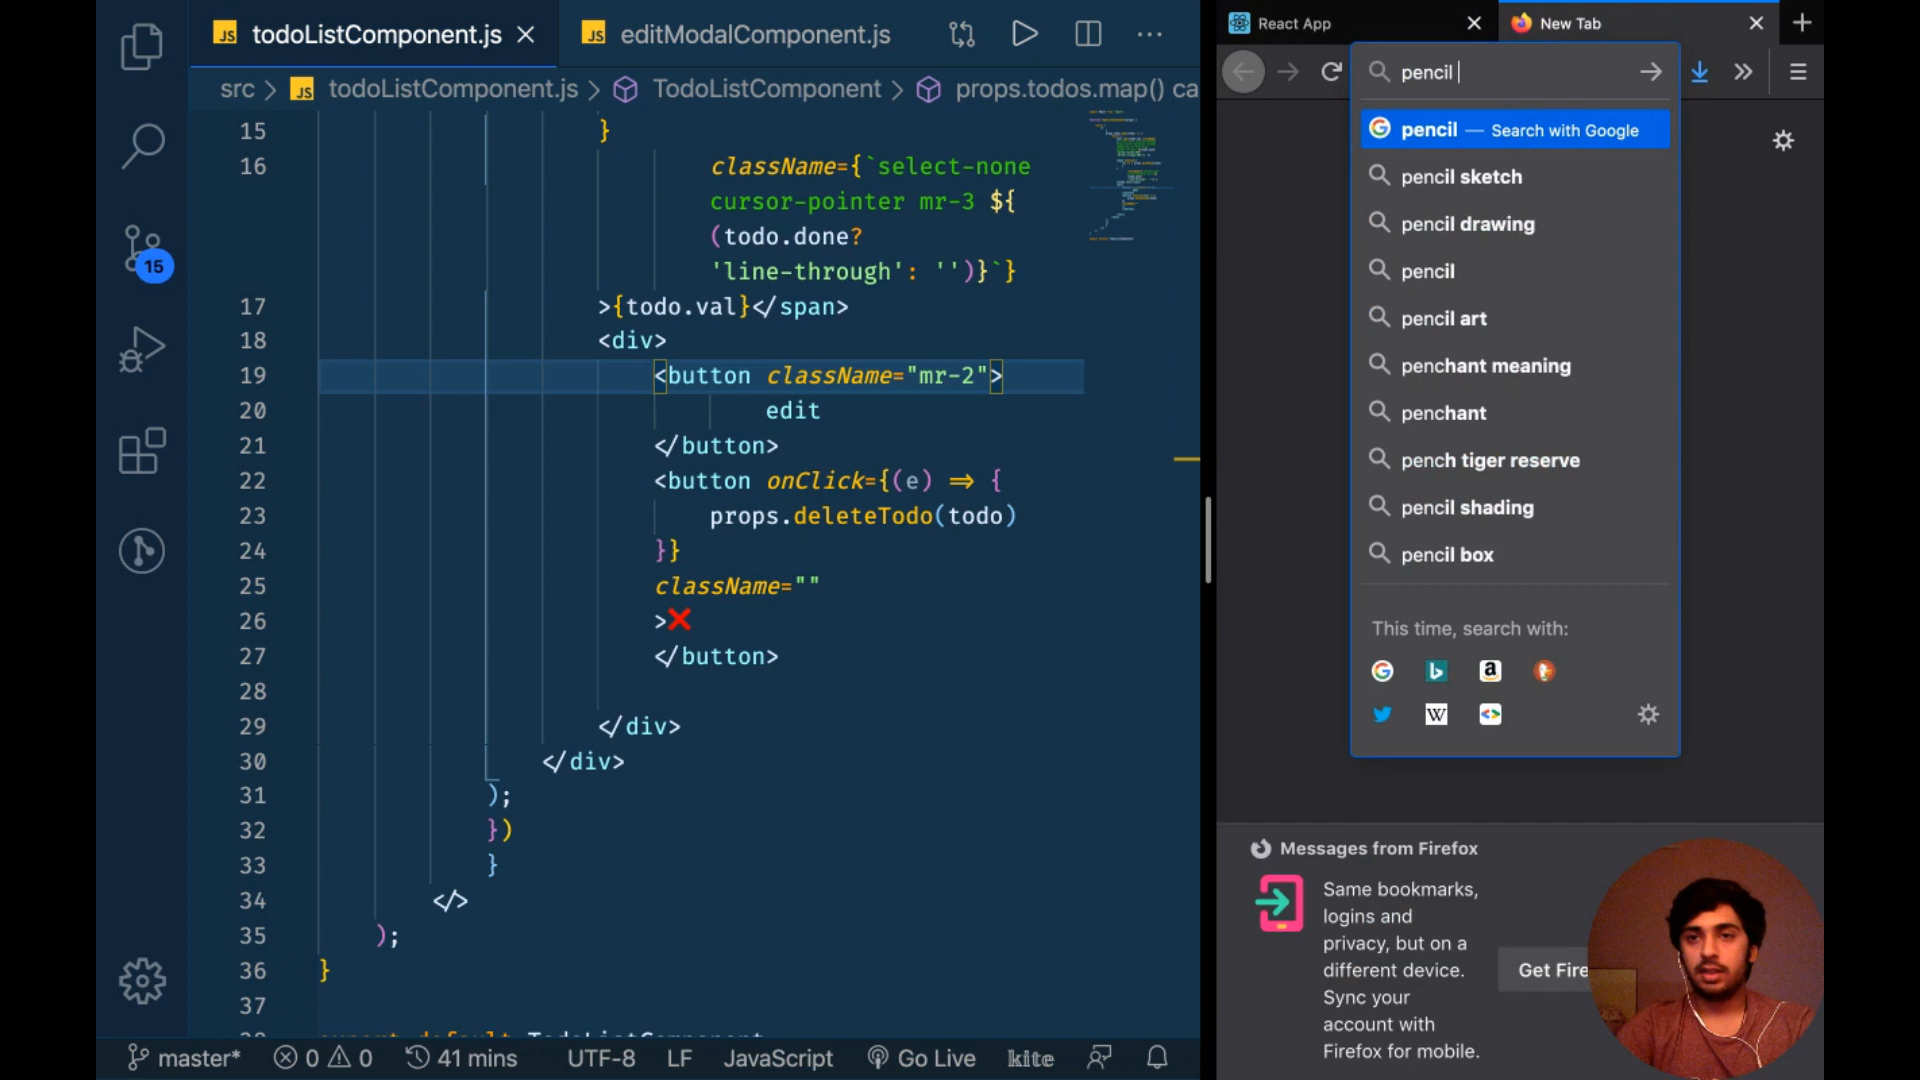 todoListComponent.js
editModalComponent.js
src > todoListComponent.js > TodoListComponent > props.todos.map() ca
15 }
16 className={`select-none
cursor-pointer mr-3 ${
(todo.done?
'line-through': '')}`}
17 >{todo.val}</span>
18 <div>
19 <button className="mr-2">
20 edit
21 </button>
22 <button onClick={(e) => {
23 props.deleteTodo(todo)
24 }}
25 className=""
26 >❌
27 </button>
28
29 </div>
30 </div>
31 );
32 })
33 }
34 </>
35 );
36 }
37
15
master* 0 0 41 mins UTF-8 LF JavaScript Go Live kite
React App
New Tab
pencil
pencil — Search with Google
pencil sketch
pencil drawing
pencil
pencil art
penchant meaning
penchant
pench tiger reserve
pencil shading
pencil box
This time, search with:
Messages from Firefox
Same bookmarks,
logins and
privacy, but on a
different device.
Sync your
account with
Firefox for mobile.
Get Fire